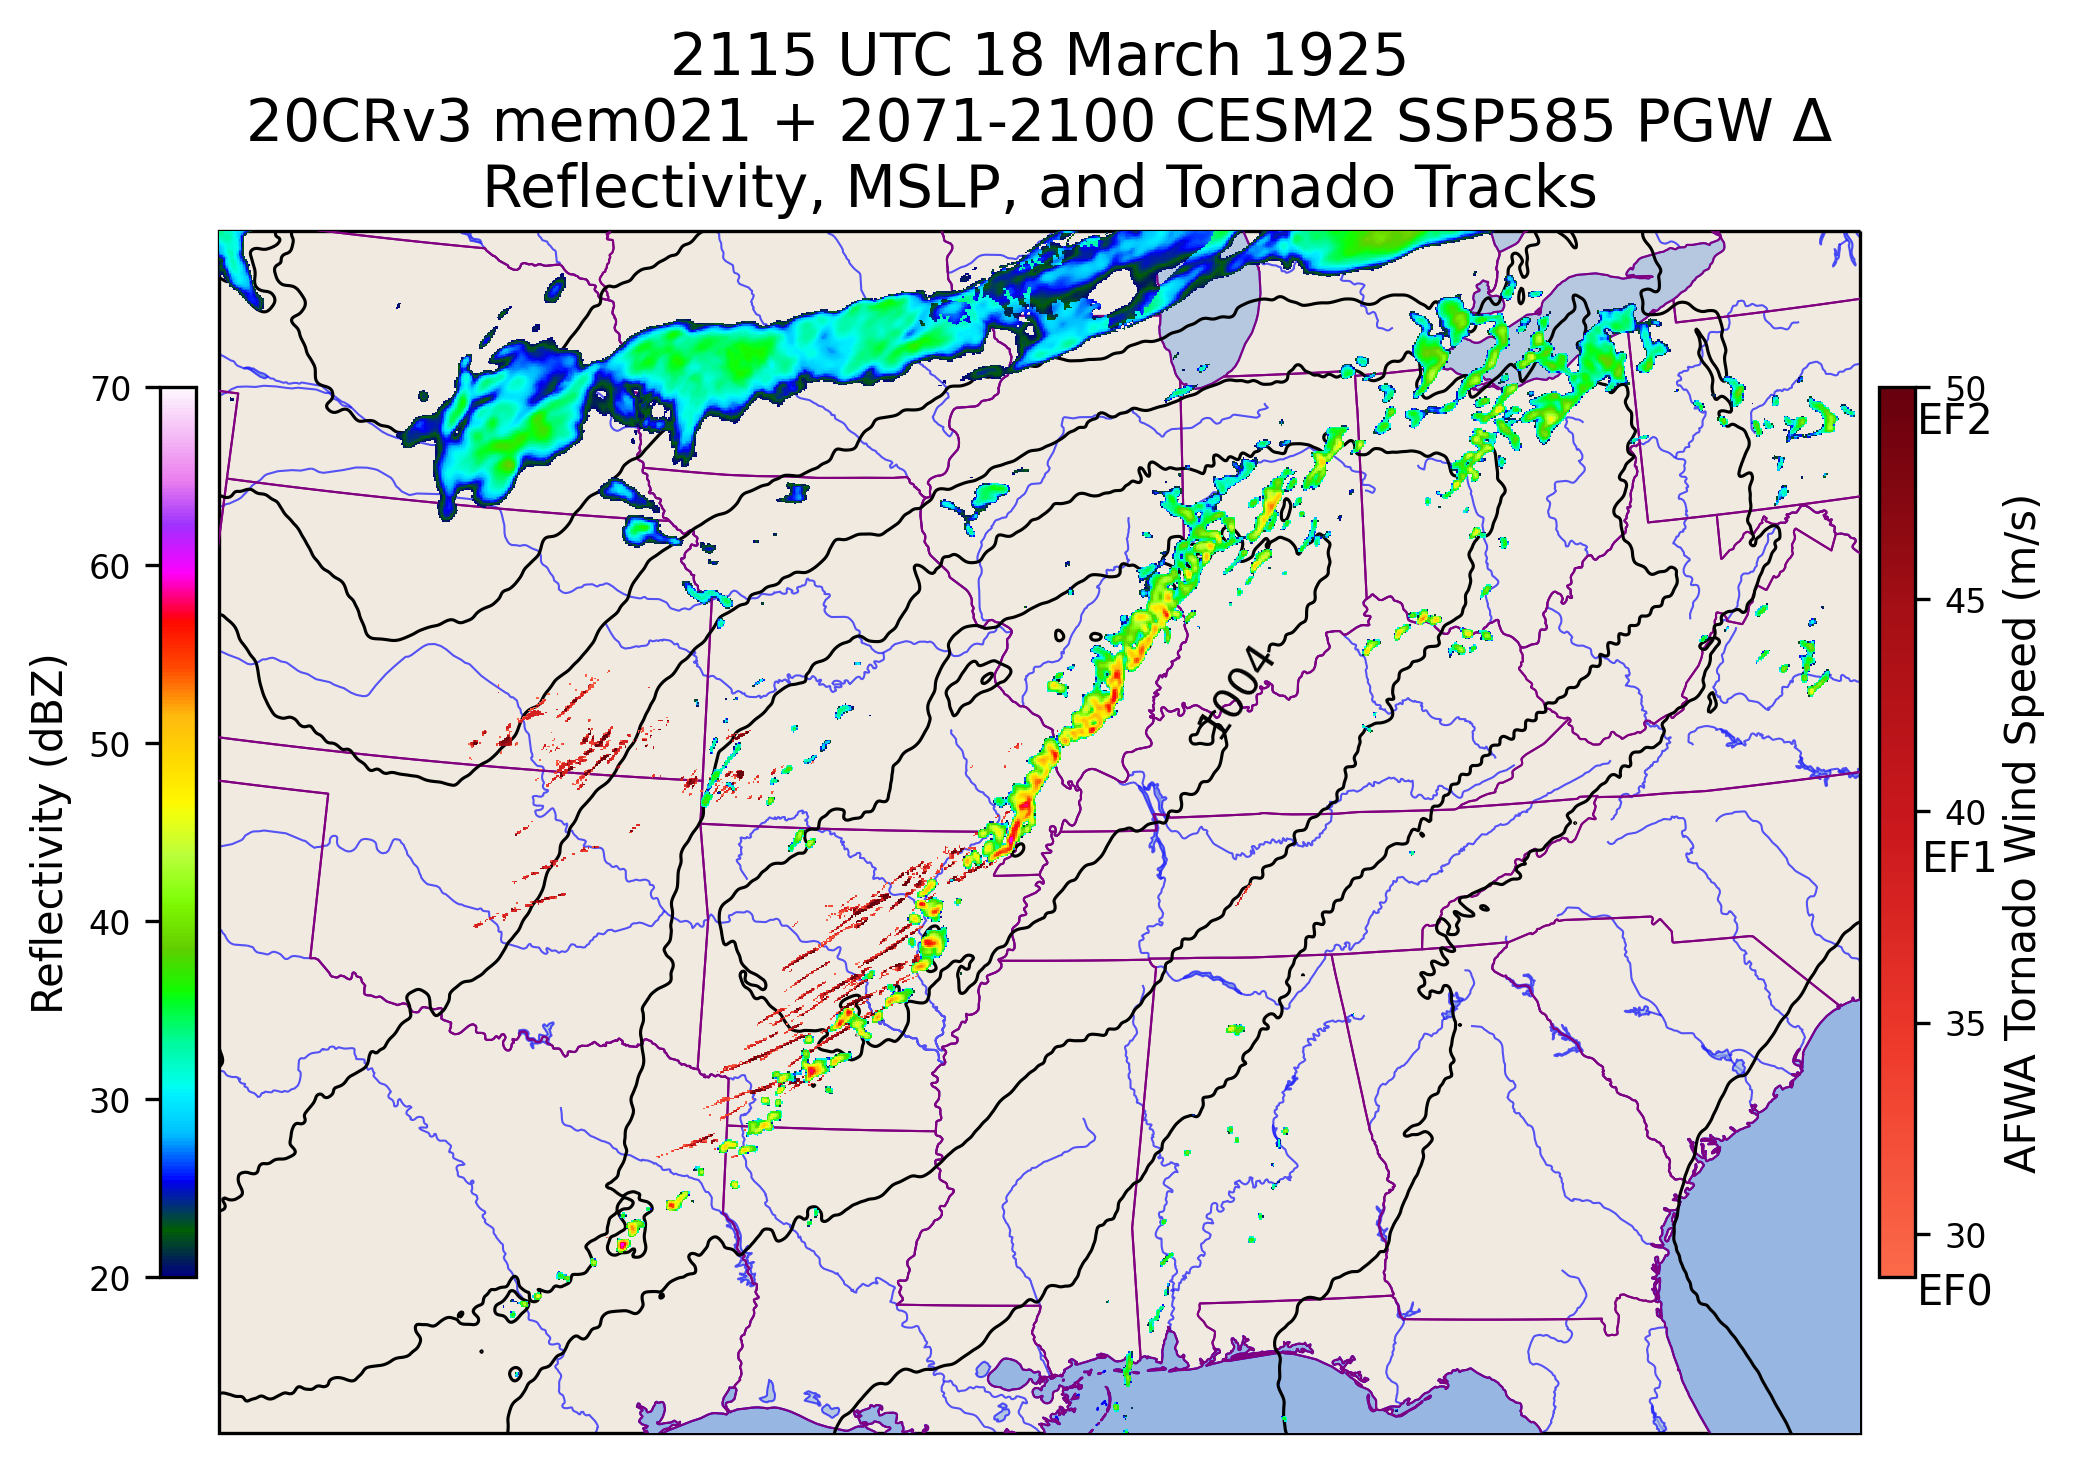 2115 UTC 18 March 1925
20CRv3 mem021 + 2071-2100 CESM2 SSP585 PGW Δ
Reflectivity, MSLP, and Tornado Tracks
70
60
50
40
30
20
Reflectivity (dBZ)
1004
50
EF2
45
40
EF1
35
30
EF0
AFWA Tornado Wind Speed (m/s)